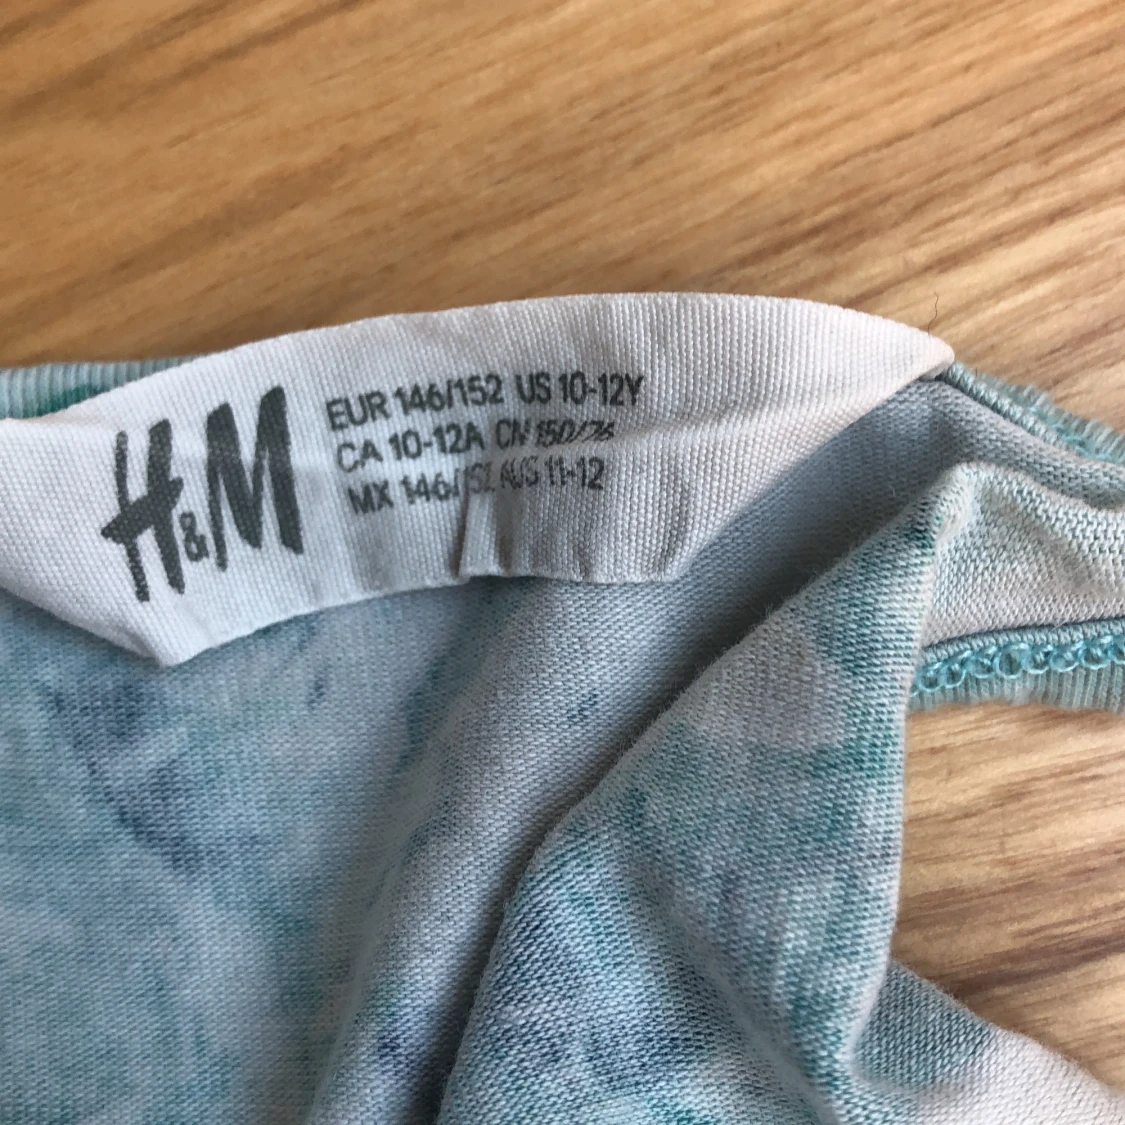 H&M
EUR 146/152 US 10-12Y
CA 10-12A CN 150/76
MX 146/152 AUS 11-12